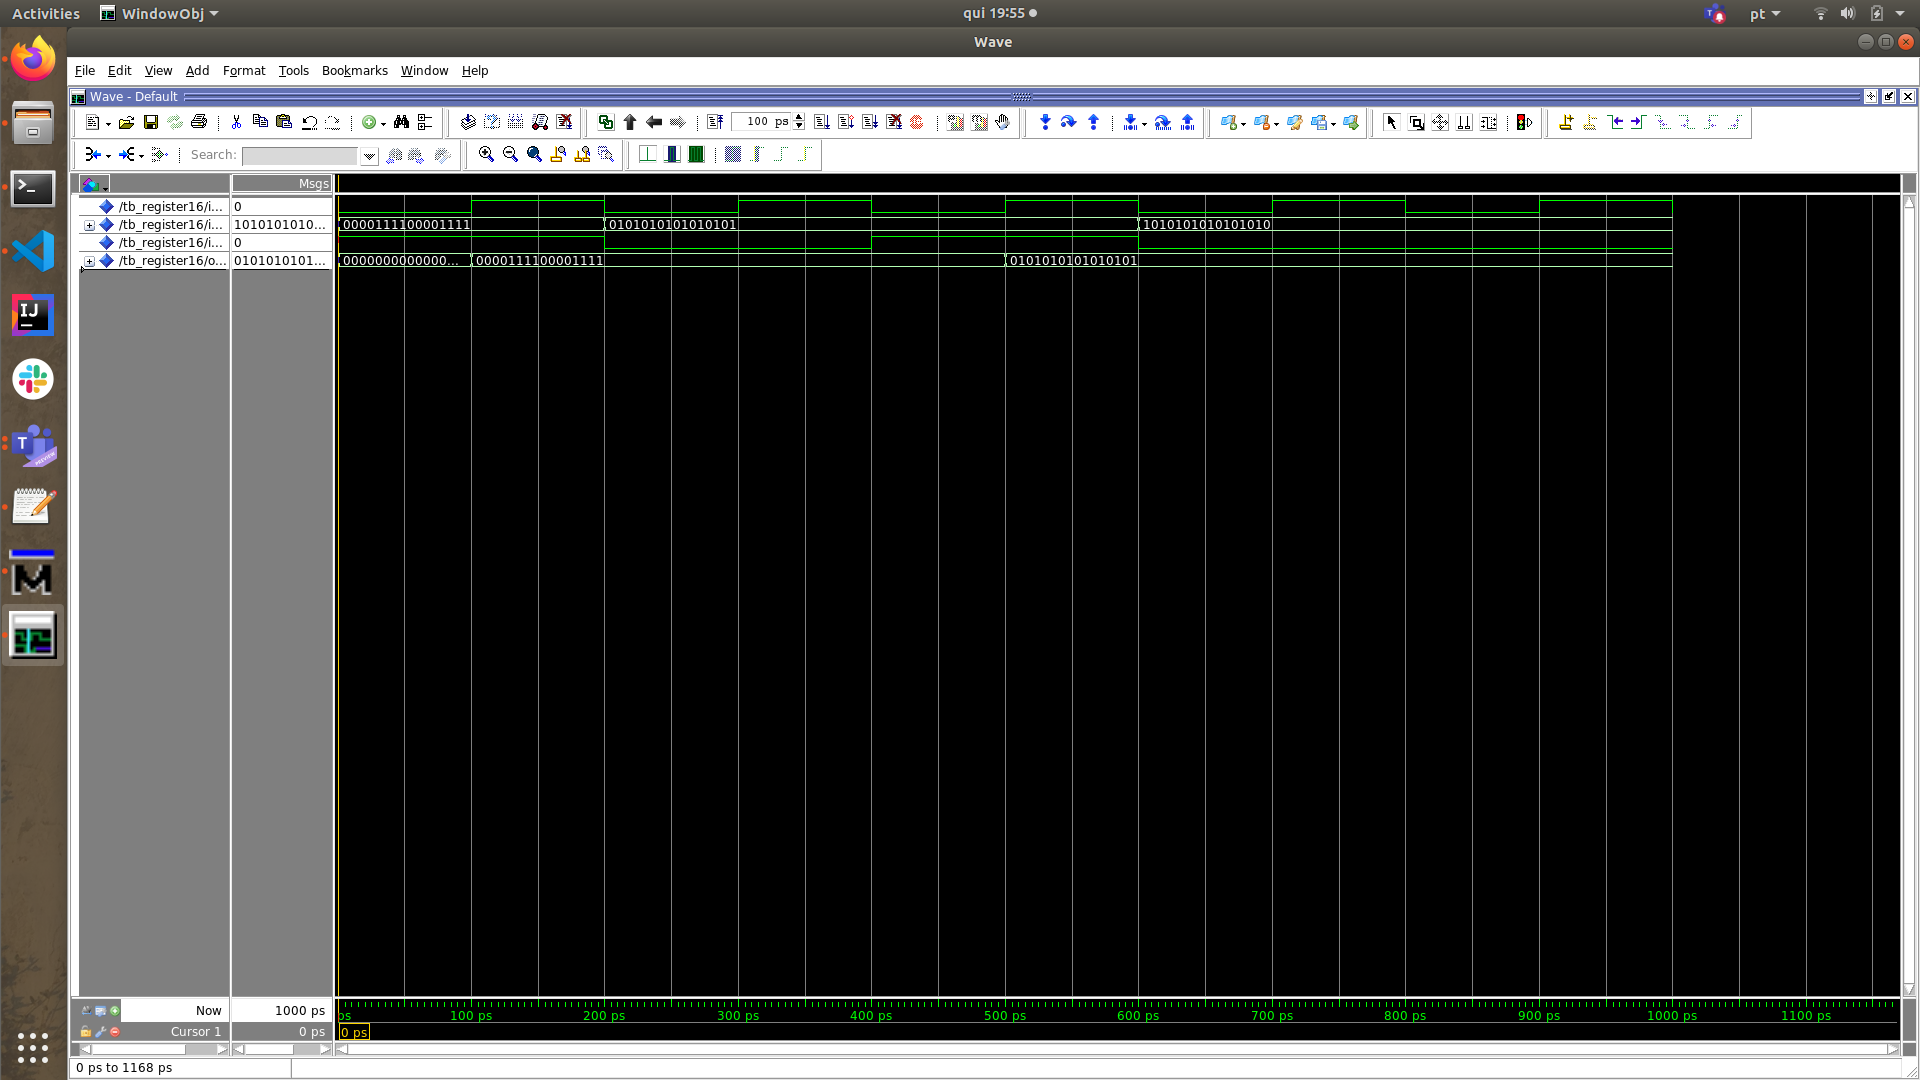 Activities WindowObj qui 19:55 pt
Wave
File Edit View Add Format Tools Bookmarks Window Help
Wave - Default
100 ps
Search:
Msgs
/tb_register16/i... 0
/tb_register16/i... 1010101010... 0000111100001111 0101010101010101 1010101010101010
/tb_register16/i... 0
/tb_register16/o... 0101010101... 0000000000000... 0000111100001111 0101010101010101
Now 1000 ps ps 100 ps 200 ps 300 ps 400 ps 500 ps 600 ps 700 ps 800 ps 900 ps 1000 ps 1100 ps
Cursor 1 0 ps 0 ps
0 ps to 1168 ps
IJ
T
PREVIEW
M